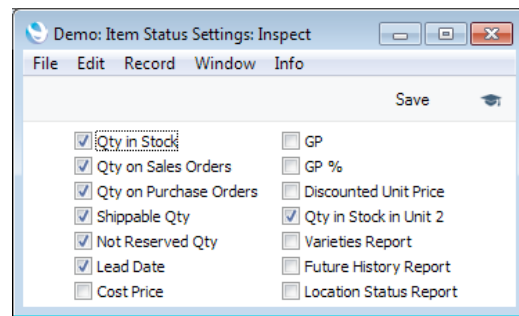 Demo: Item Status Settings: Inspect
File Edit Record Window Info
Save
Qty in Stock
Qty on Sales Orders
Qty on Purchase Orders
Shippable Qty
Not Reserved Qty
Lead Date
Cost Price
GP
GP %
Discounted Unit Price
Qty in Stock in Unit 2
Varieties Report
Future History Report
Location Status Report